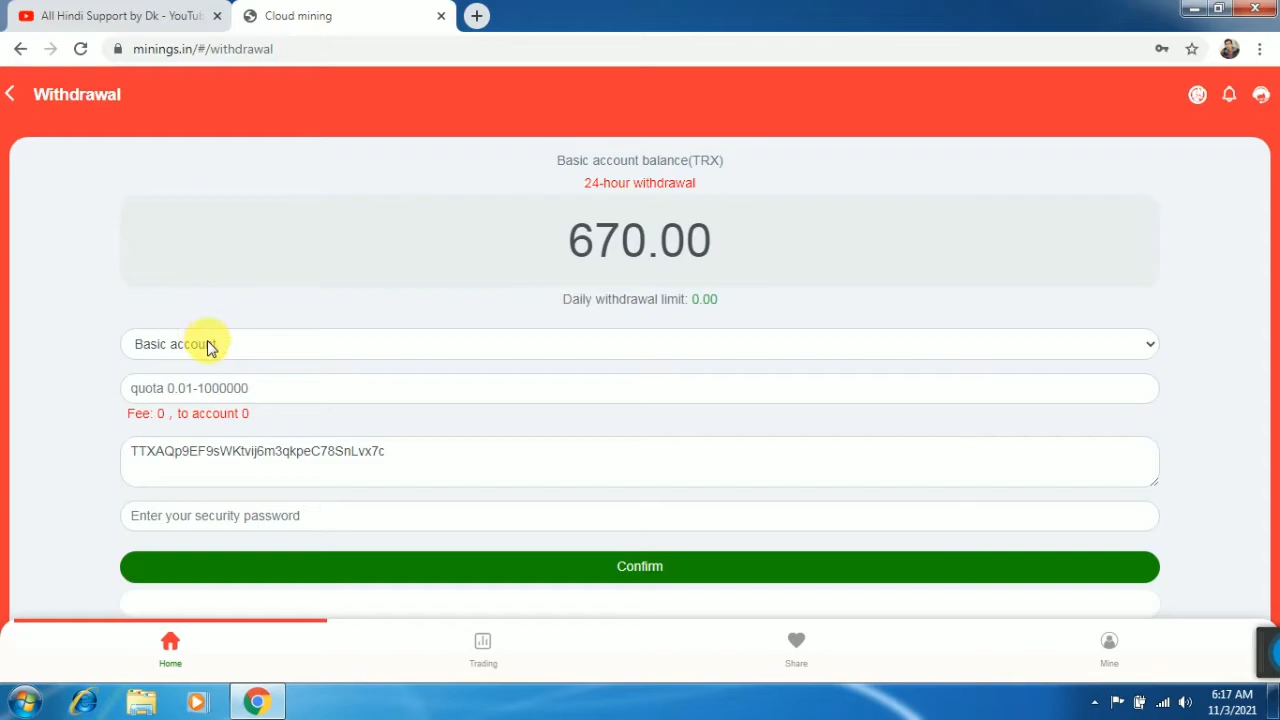 All Hindi Support by Dk - YouTub
Cloud mining
minings.in/#/withdrawal
Withdrawal
Basic account balance(TRX)
24-hour withdrawal
670.00
Daily withdrawal limit: 0.00
Basic account
quota 0.01-1000000
Fee: 0 , to account 0
TTXAQp9EF9sWKtvij6m3qkpeC78SnLvx7c
Enter your security password
Confirm
Home
Trading
Share
Mine
6:17 AM
11/3/2021